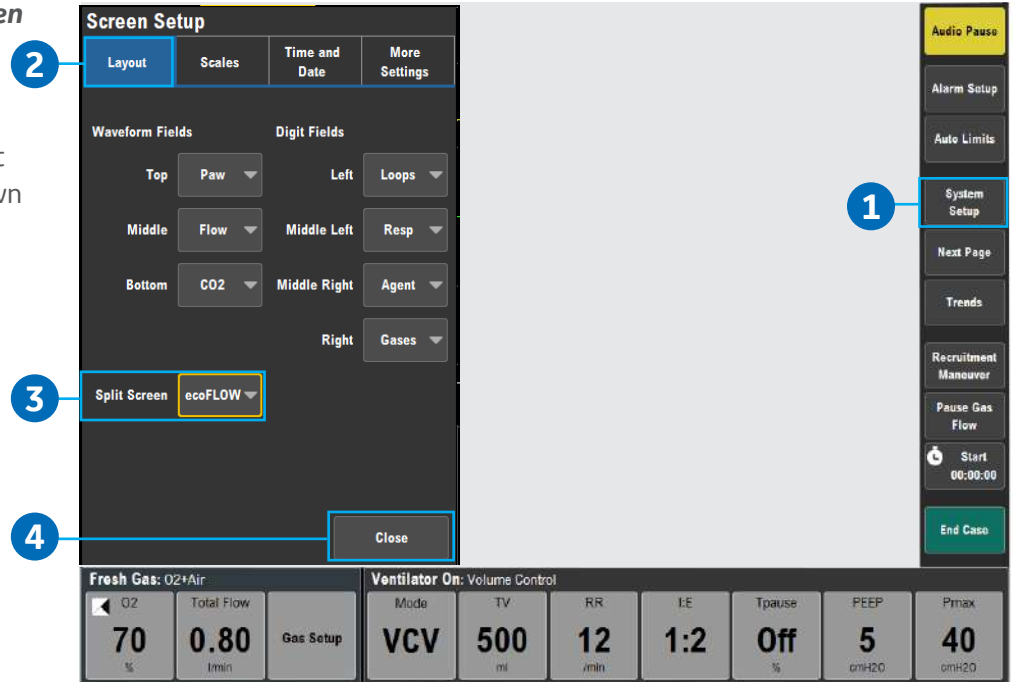 en
Screen Setup
2
Layout
Scales
Time and
Date
More
Settings
Waveform Fields
Digit Fields
t
wn
Top
Paw
Left
Loops
Middle
Flow
Middle Left
Resp
Bottom
CO2
Middle Right
Agent
Right
Gases
3
Split Screen
ecoFLOW
4
Close
Audio Pause
Alarm Setup
Auto Limits
1
System
Setup
Next Page
Trends
Recruitment
Maneuver
Pause Gas
Flow
Start
00:00:00
End Case
Fresh Gas: O2+Air
Ventilator On: Volume Control
O2
70
%
Total Flow
0.80
l/min
Gas Setup
Mode
VCV
TV
500
ml
RR
12
/min
I:E
1:2
Tpause
Off
%
PEEP
5
cmH2O
Pmax
40
cmH2O